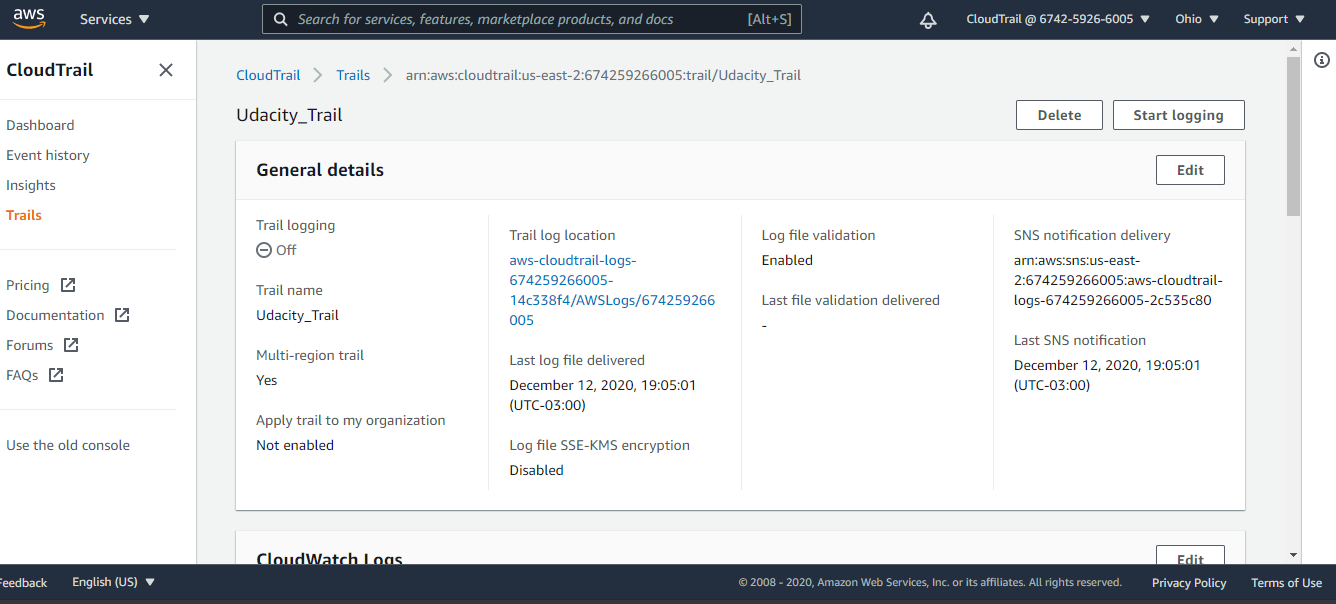 aws
Services
Search for services, features, marketplace products, and docs
[Alt+S]
CloudTrail @ 6742-5926-6005
Ohio
Support
CloudTrail
Dashboard
Event history
Insights
Trails
Pricing
Documentation
Forums
FAQs
Use the old console
CloudTrail
Trails
arn:aws:cloudtrail:us-east-2:674259266005:trail/Udacity_Trail
Udacity_Trail
Delete
Start logging
General details
Edit
Trail logging
Off
Trail name
Udacity_Trail
Multi-region trail
Yes
Apply trail to my organization
Not enabled
Trail log location
aws-cloudtrail-logs-
674259266005-
14c338f4/AWSLogs/674259266
005
Last log file delivered
December 12, 2020, 19:05:01
(UTC-03:00)
Log file SSE-KMS encryption
Disabled
Log file validation
Enabled
Last file validation delivered
-
SNS notification delivery
arn:aws:sns:us-east-
2:674259266005:aws-cloudtrail-
logs-674259266005-2c535c80
Last SNS notification
December 12, 2020, 19:05:01
(UTC-03:00)
CloudWatch Logs
Edit
Feedback
English (US)
© 2008 - 2020, Amazon Web Services, Inc. or its affiliates. All rights reserved.
Privacy Policy
Terms of Use